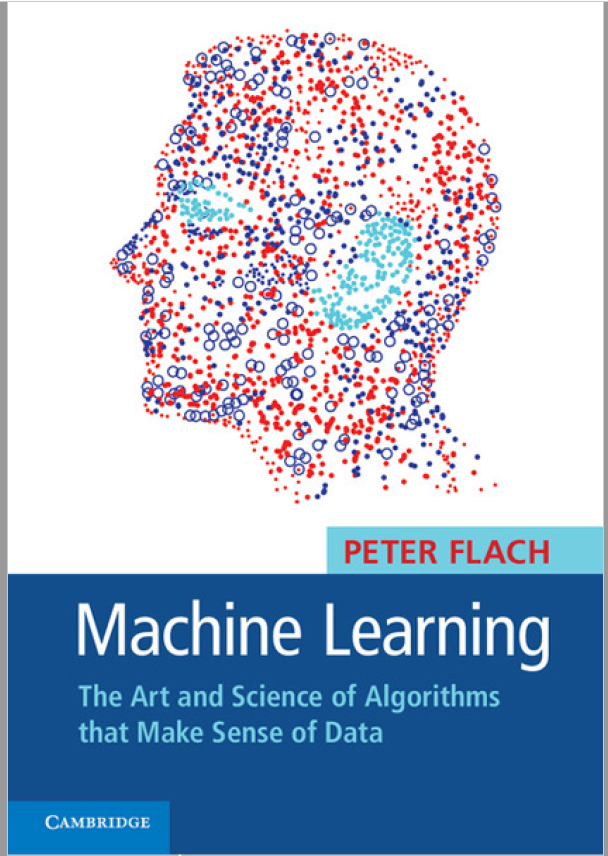 PETER FLACH
Machine Learning
The Art and Science of Algorithms
that Make Sense of Data
CAMBRIDGE